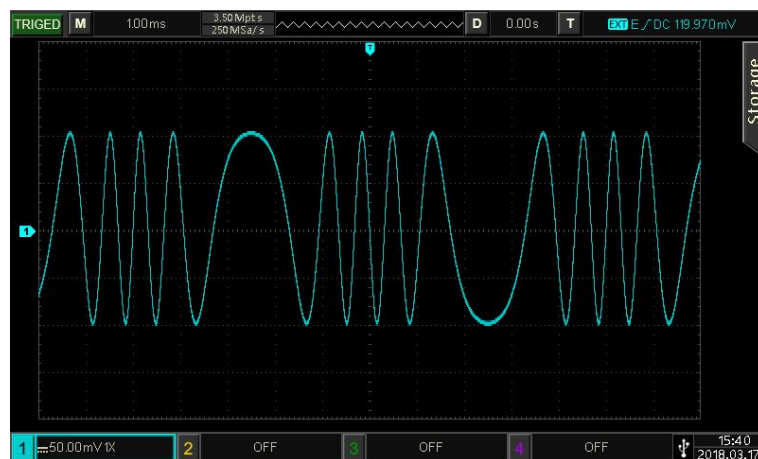 TRIGED M 1.00ms 3.50Mpts D 0.00s T EXT E DC 119.970mV
250MSa/s
T
Storage
1
1 50.00mV 1X 2 OFF 3 OFF 4 OFF 15:40
2018.03.17